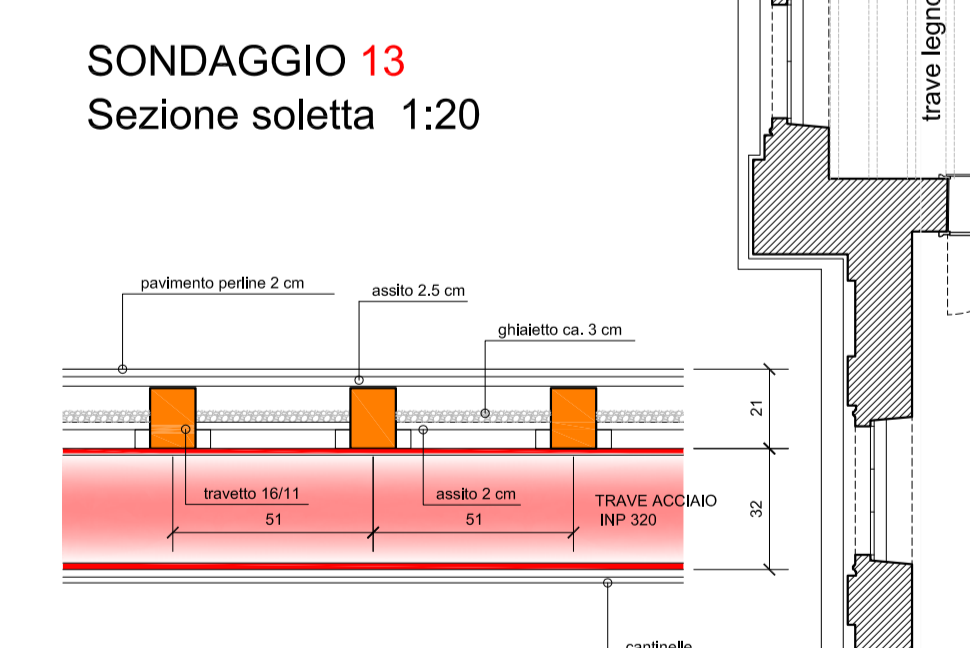 SONDAGGIO 13
Sezione soletta 1:20
trave legno
pavimento perline 2 cm
assito 2.5 cm
ghiaietto ca. 3 cm
21
travetto 16/11
assito 2 cm
TRAVE ACCIAIO
INP 320
32
51
51
cantinelle